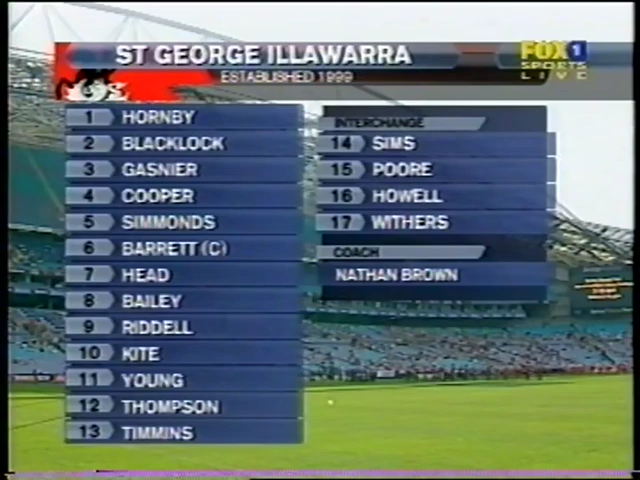 ST GEORGE ILLAWARRA
ESTABLISHED 1999
FOX 1
SPORTS
LIVE
1 HORNBY
2 BLACKLOCK
3 GASNIER
4 COOPER
5 SIMMONDS
6 BARRETT (C)
7 HEAD
8 BAILEY
9 RIDDELL
10 KITE
11 YOUNG
12 THOMPSON
13 TIMMINS
INTERCHANGE
14 SIMS
15 POORE
16 HOWELL
17 WITHERS
COACH
NATHAN BROWN